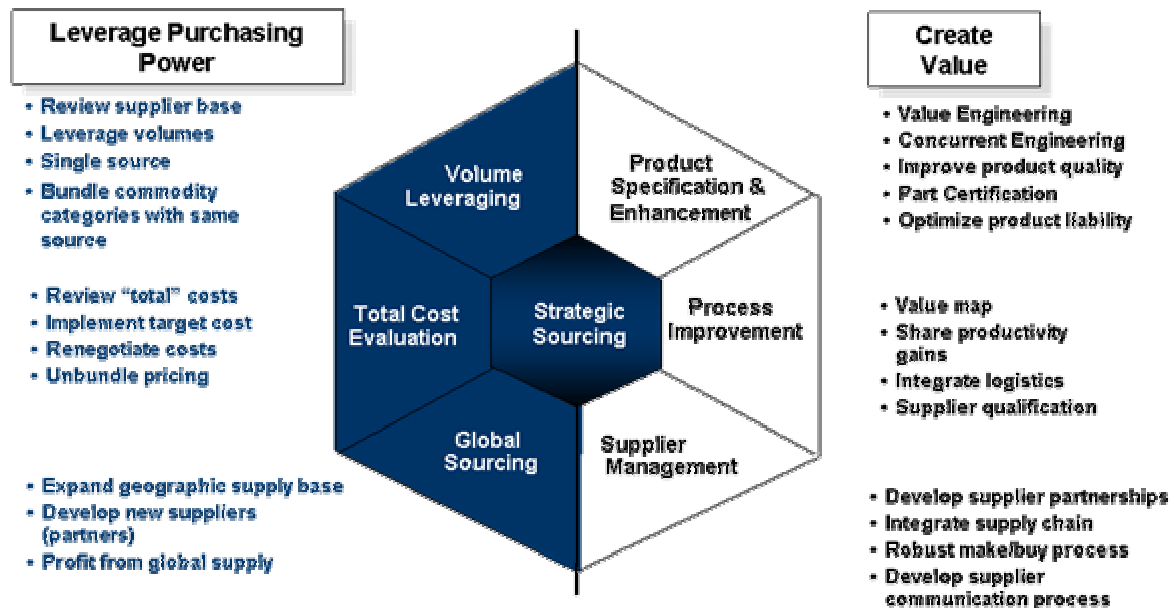 Leverage Purchasing
Power
• Review supplier base
• Leverage volumes
• Single source
• Bundle commodity
categories with same
source
• Review “total” costs
• Implement target cost
• Renegotiate costs
• Unbundle pricing
• Expand geographic supply base
• Develop new suppliers
(partners)
• Profit from global supply
Volume
Leveraging
Product
Specification &
Enhancement
Total Cost
Evaluation
Strategic
Sourcing
Process
Improvement
Global
Sourcing
Supplier
Management
Create
Value
• Value Engineering
• Concurrent Engineering
• Improve product quality
• Part Certification
• Optimize product liability
• Value map
• Share productivity
gains
• Integrate logistics
• Supplier qualification
• Develop supplier partnerships
• Integrate supply chain
• Robust make/buy process
• Develop supplier
communication process